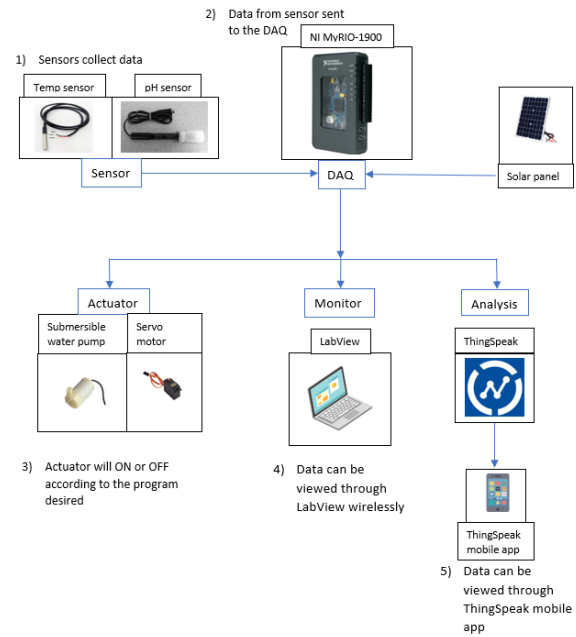 2) Data from sensor sent
to the DAQ
NI MyRIO-1900
1) Sensors collect data
Temp sensor
pH sensor
Sensor
DAQ
Solar panel
Actuator
Monitor
Analysis
Submersible
water pump
Servo
motor
LabView
ThingSpeak
3) Actuator will ON or OFF
according to the program
desired
4) Data can be
viewed through
LabView wirelessly
ThingSpeak
mobile app
5) Data can be
viewed through
ThingSpeak mobile
app